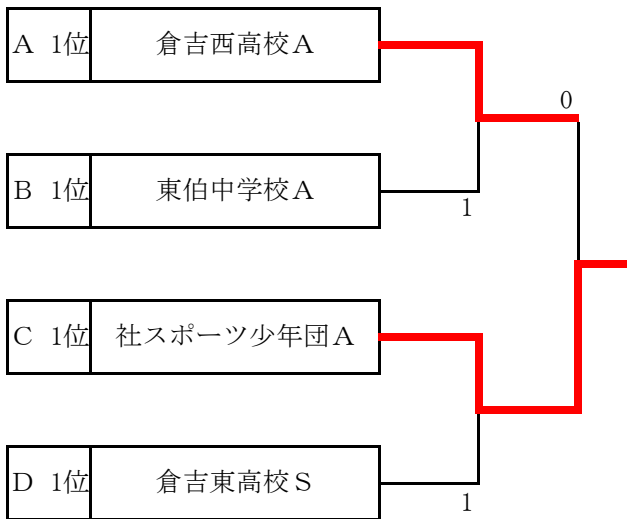 A 1位 倉吉西高校A
0
B 1位 東伯中学校A
1
C 1位 社スポーツ少年団A
D 1位 倉吉東高校S
1